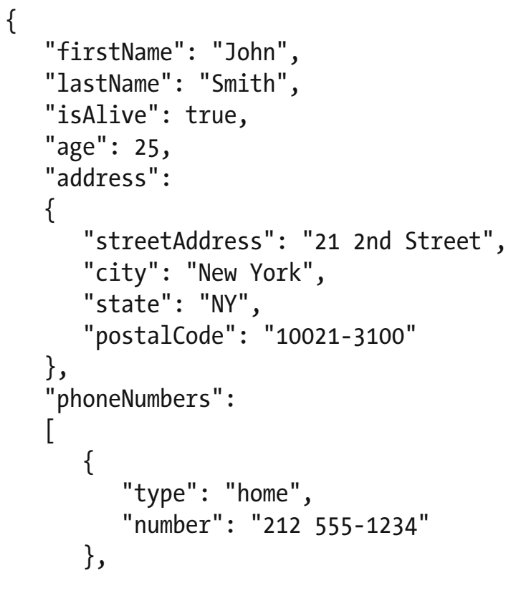 {
   "firstName": "John",
   "lastName": "Smith",
   "isAlive": true,
   "age": 25,
   "address":
   {
      "streetAddress": "21 2nd Street",
      "city": "New York",
      "state": "NY",
      "postalCode": "10021-3100"
   },
   "phoneNumbers":
   [
      {
         "type": "home",
         "number": "212 555-1234"
      },